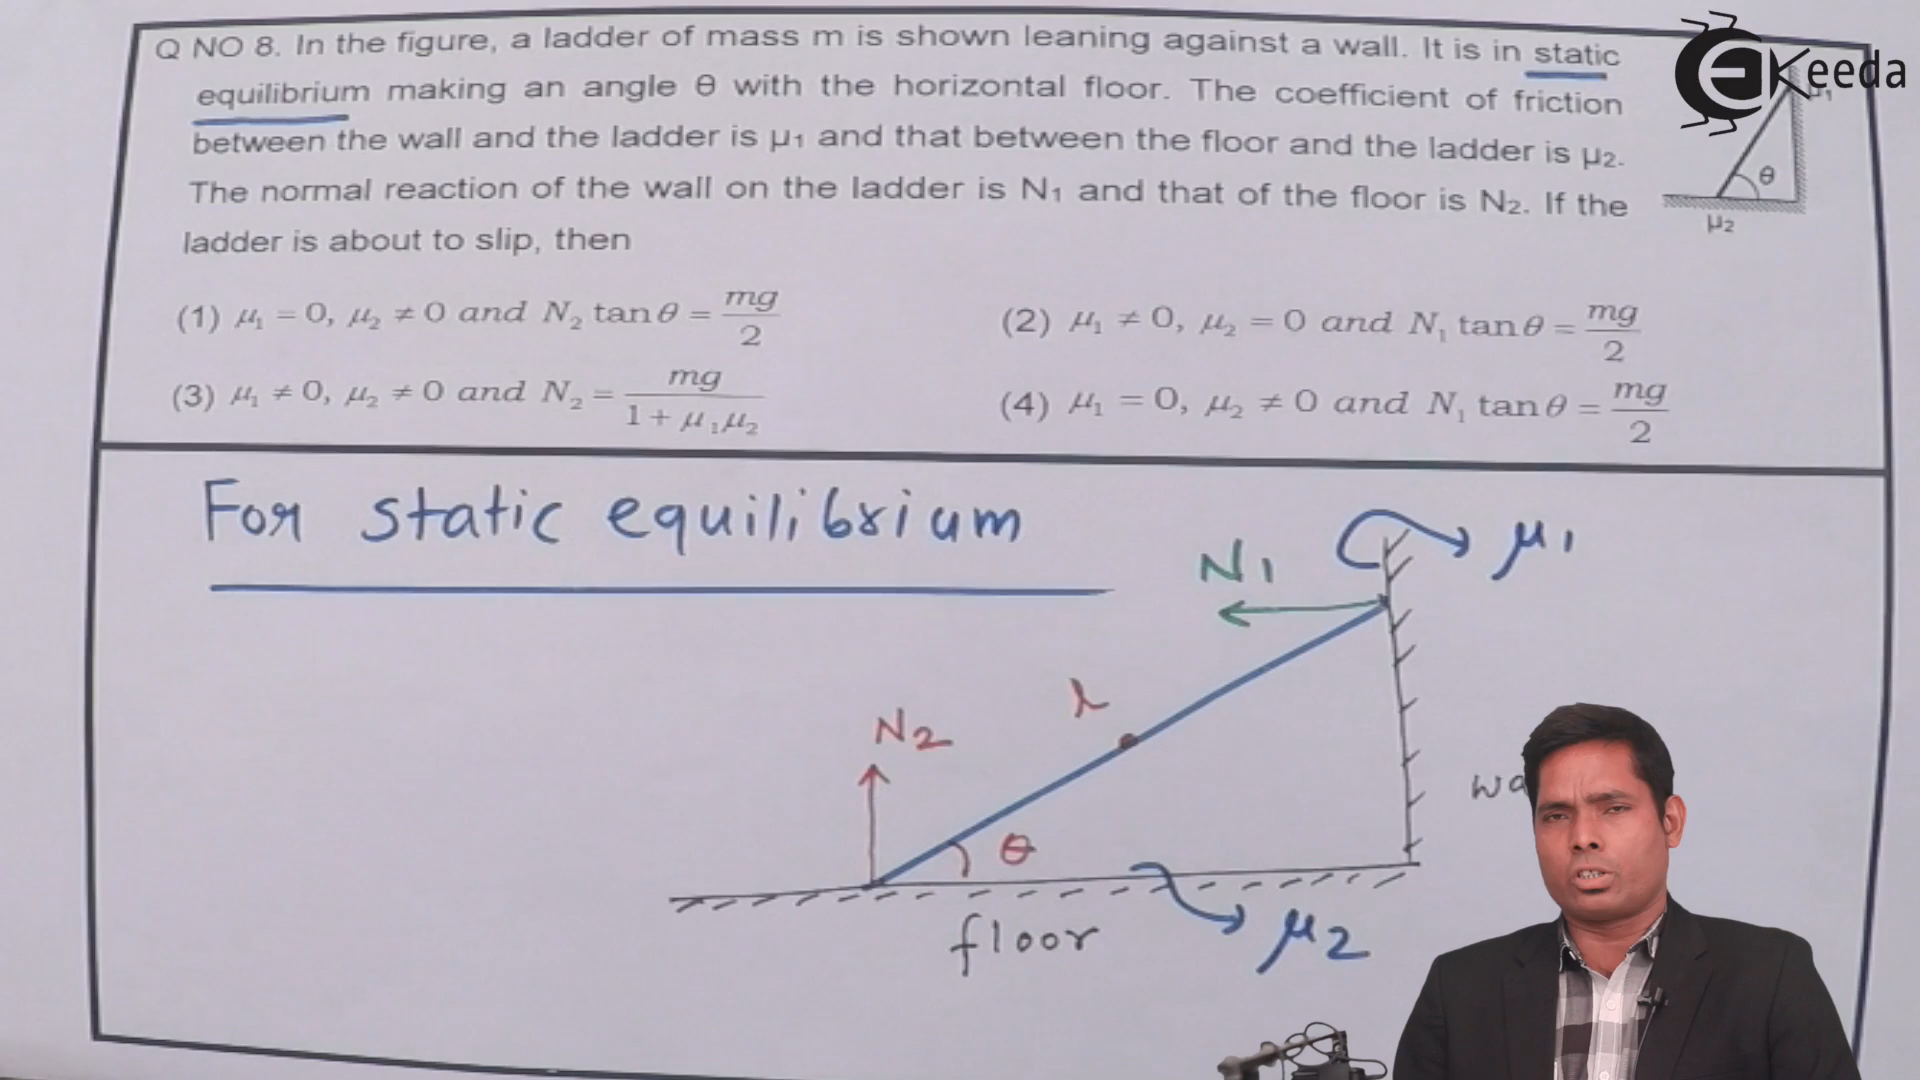 Q NO 8. In the figure, a ladder of mass m is shown leaning against a wall. It is in static
equilibrium making an angle θ with the horizontal floor. The coefficient of friction
between the wall and the ladder is μ₁ and that between the floor and the ladder is μ₂.
The normal reaction of the wall on the ladder is N₁ and that of the floor is N₂. If the
ladder is about to slip, then
Keeda
μ₁
θ
μ₂
(1) μ₁ = 0, μ₂ ≠ 0 and N₂ tan θ = mg/2
(2) μ₁ ≠ 0, μ₂ = 0 and N₁ tan θ = mg/2
(3) μ₁ ≠ 0, μ₂ ≠ 0 and N₂ = mg/(1 + μ₁μ₂)
(4) μ₁ = 0, μ₂ ≠ 0 and N₁ tan θ = mg/2
For static equilibrium
N₁
μ₁
N₂
θ
floor
μ₂